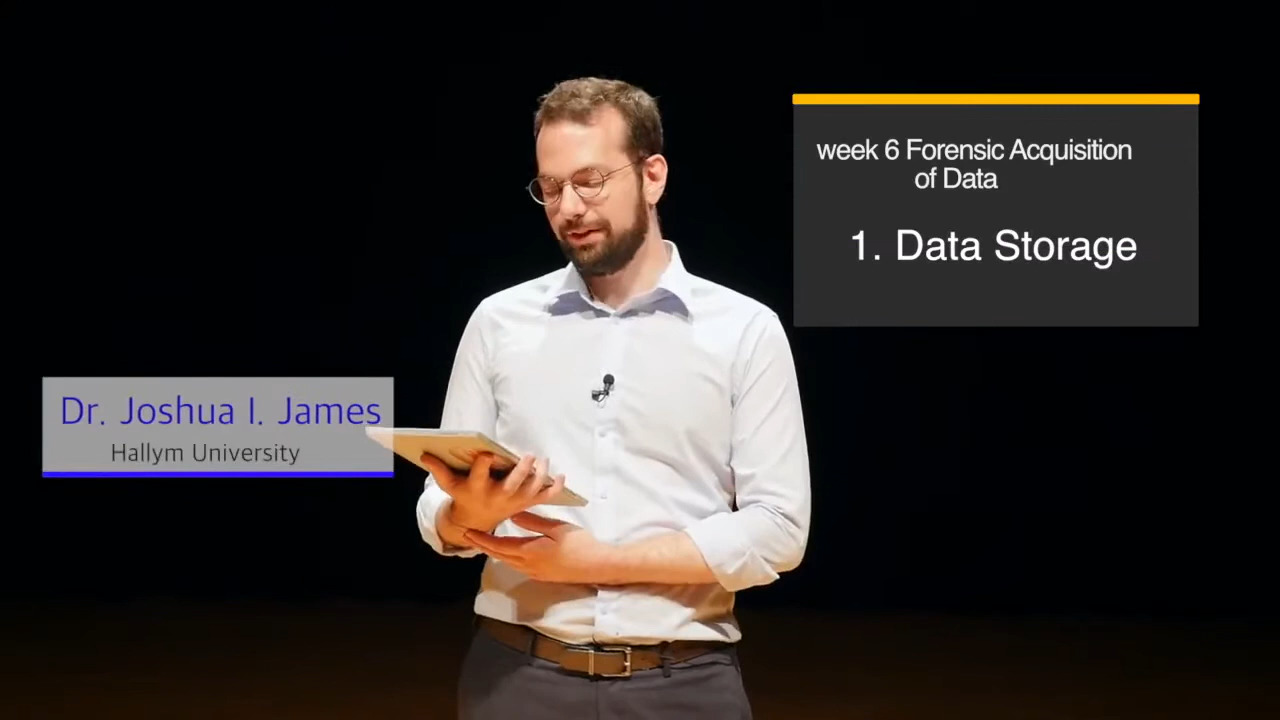 week 6 Forensic Acquisition
of Data
1. Data Storage
Dr. Joshua I. James
Hallym University